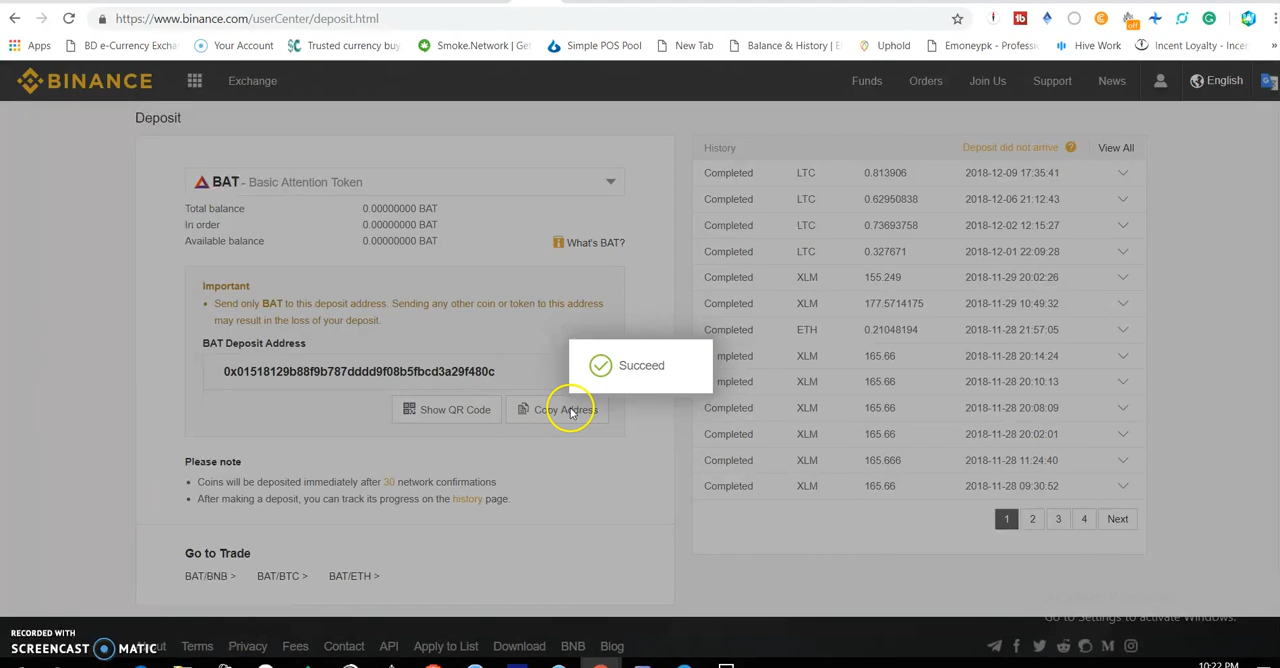 https://www.binance.com/userCenter/deposit.html
Apps BD e-Currency Excha Your Account Trusted currency buy Smoke.Network | Get Simple POS Pool New Tab Balance & History | E Uphold Emoneypk - Profess Hive Work Incent Loyalty - Incen »
BINANCE Exchange Funds Orders Join Us Support News English
Deposit
BAT - Basic Attention Token
Total balance 0.00000000 BAT
In order 0.00000000 BAT
Available balance 0.00000000 BAT
What's BAT?
Important
• Send only BAT to this deposit address. Sending any other coin or token to this address
may result in the loss of your deposit.
BAT Deposit Address
0x01518129b88f9b787dddd9f08b5fbcd3a29f480c
Show QR Code Copy Address
Succeed
Please note
• Coins will be deposited immediately after 30 network confirmations
• After making a deposit, you can track its progress on the history page.
Go to Trade
BAT/BNB > BAT/BTC > BAT/ETH >
History Deposit did not arrive ? View All
Completed LTC 0.813906 2018-12-09 17:35:41
Completed LTC 0.62950838 2018-12-06 21:12:43
Completed LTC 0.73693758 2018-12-02 12:15:27
Completed LTC 0.327671 2018-12-01 22:09:28
Completed XLM 155.249 2018-11-29 20:02:26
Completed XLM 177.5714175 2018-11-29 10:49:32
Completed ETH 0.21048194 2018-11-28 21:57:05
mpleted XLM 165.66 2018-11-28 20:14:24
mpleted XLM 165.66 2018-11-28 20:10:13
Completed XLM 165.66 2018-11-28 20:08:09
Completed XLM 165.66 2018-11-28 20:02:01
Completed XLM 165.666 2018-11-28 11:24:40
Completed XLM 165.66 2018-11-28 09:30:52
1 2 3 4 Next
Go to Settings to activate Windows.
RECORDED WITH
SCREENCAST MATIC
out Terms Privacy Fees Contact API Apply to List Download BNB Blog
10:22 PM